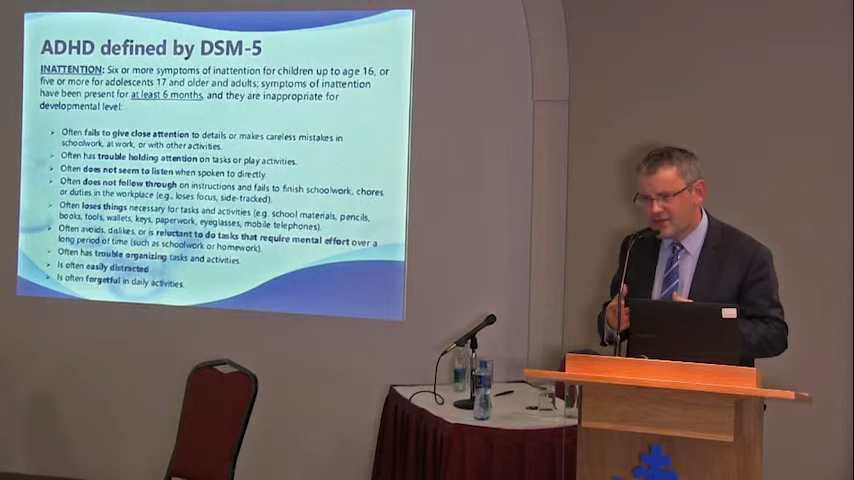 ADHD defined by DSM-5
INATTENTION: Six or more symptoms of inattention for children up to age 16, or
five or more for adolescents 17 and older and adults; symptoms of inattention
have been present for at least 6 months, and they are inappropriate for
developmental level:
Often fails to give close attention to details or makes careless mistakes in
schoolwork, at work, or with other activities.
Often has trouble holding attention on tasks or play activities.
Often does not seem to listen when spoken to directly.
Often does not follow through on instructions and fails to finish schoolwork, chores,
or duties in the workplace (e.g., loses focus, side-tracked).
Often loses things necessary for tasks and activities (e.g. school materials, pencils,
books, tools, wallets, keys, paperwork, eyeglasses, mobile telephones).
Often avoids, dislikes, or is reluctant to do tasks that require mental effort over a
long period of time (such as schoolwork or homework).
Often has trouble organizing tasks and activities.
Is often easily distracted
Is often forgetful in daily activities.